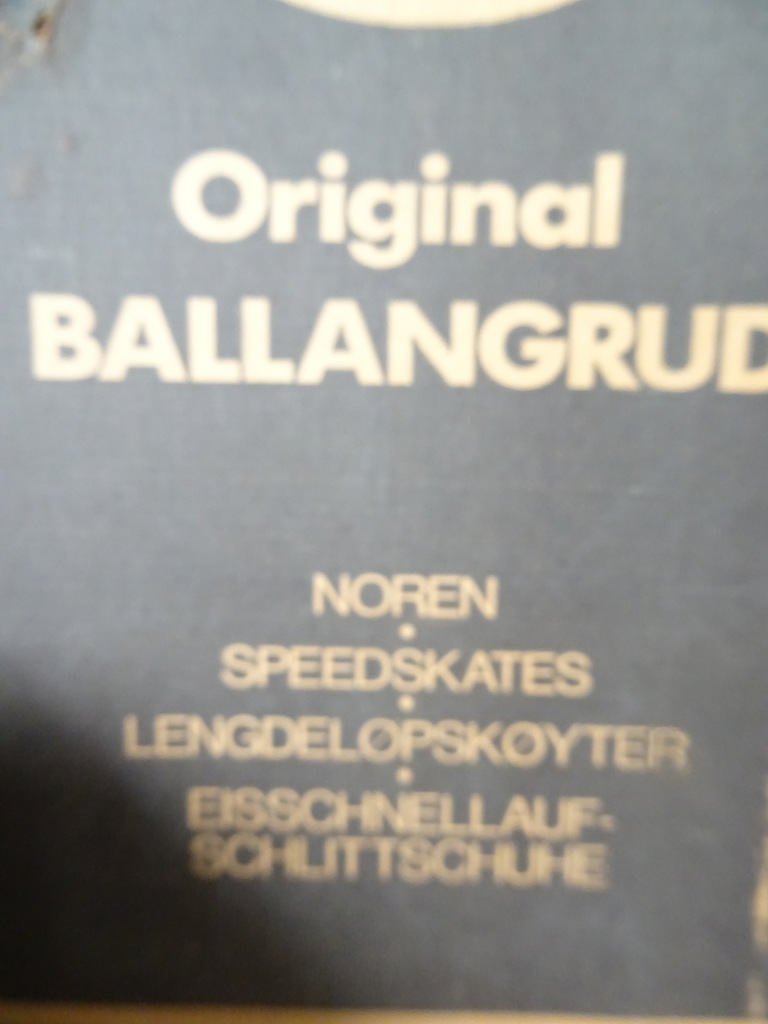 Original
BALLANGRUD
NOREN
•
SPEEDSKATES
•
LENGDELØPSKØYTER
•
EISSCHNELLAUF-
SCHLITTSCHUHE